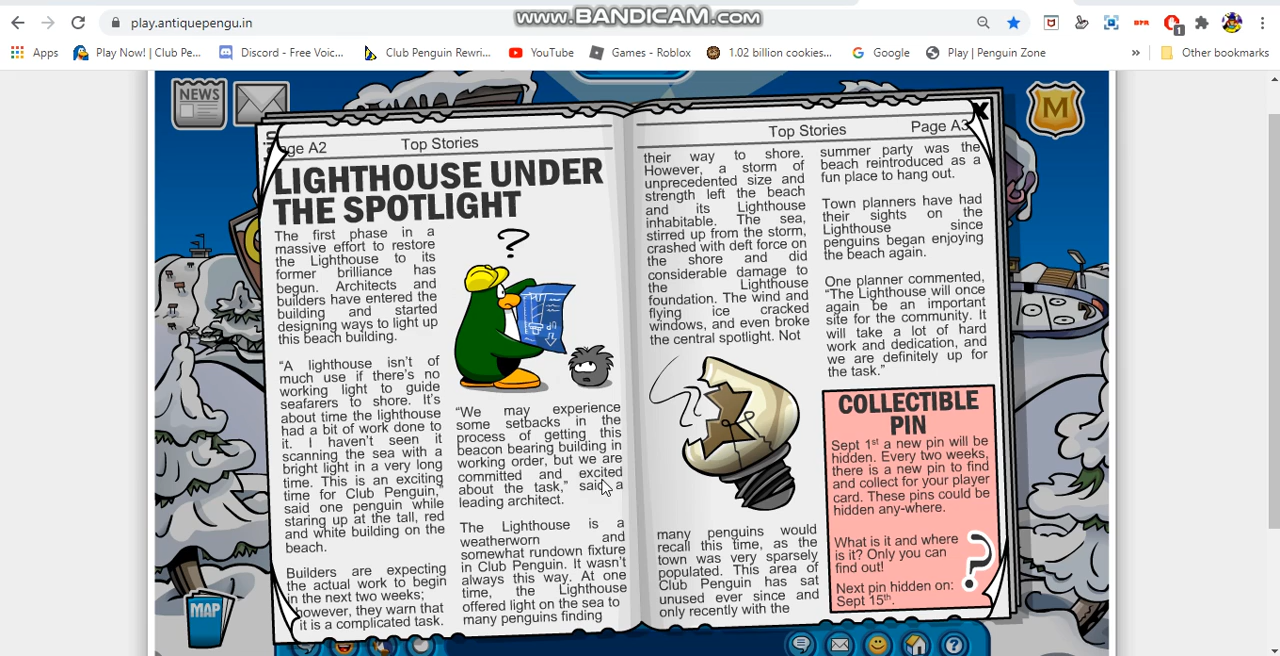 www.BANDICAM.com
play.antiquepengu.in
1
Apps
Play Now! | Club Pe...
Discord - Free Voic...
Club Penguin Rewri...
YouTube
Games - Roblox
1.02 billion cookies...
Google
Play | Penguin Zone
»
Other bookmarks
NEWS
M
Page A2
Top Stories
LIGHTHOUSE UNDER
THE SPOTLIGHT
The first phase in a
massive effort to restore
the Lighthouse to its
former brilliance has
begun. Architects and
builders have entered the
building and started
designing ways to light up
this beach building.
“A lighthouse isn’t of
much use if there’s no
working light to guide
seafarers to shore. It’s
about time the lighthouse
had a bit of work done to
it. I haven’t seen it
scanning the sea with a
bright light in a very long
time. This is an exciting
time for Club Penguin,”
said one penguin while
staring up at the tall, red
and white building on the
beach.
Builders are expecting
the actual work to begin
in the next two weeks;
however, they warn that
it is a complicated task.
?
“We may experience
some setbacks in the
process of getting this
beacon bearing building in
working order, but we are
committed and excited
about the task,” said a
leading architect.
The Lighthouse is a
weatherworn and
somewhat rundown fixture
in Club Penguin. It wasn’t
always this way. At one
time, the Lighthouse
offered light on the sea to
many penguins finding
Top Stories
Page A3
X
their way to shore.
However, a storm of
unprecedented size and
strength left the beach
and its Lighthouse
inhabitable. The sea,
stirred up from the storm,
crashed with deft force on
the shore and did
considerable damage to
the Lighthouse
foundation. The wind and
flying ice cracked
windows, and even broke
the central spotlight. Not
many penguins would
recall this time, as the
town was very sparsely
populated. This area of
Club Penguin has sat
unused ever since and
only recently with the
summer party was the
beach reintroduced as a
fun place to hang out.
Town planners have had
their sights on the
Lighthouse since
penguins began enjoying
the beach again.
One planner commented,
“The Lighthouse will once
again be an important
site for the community. It
will take a lot of hard
work and dedication, and
we are definitely up for
the task.”
COLLECTIBLE
PIN
Sept 1st a new pin will be
hidden. Every two weeks,
there is a new pin to find
and collect for your player
card. These pins could be
hidden any-where.
What is it and where
is it? Only you can
find out!
?
Next pin hidden on:
Sept 15th.
MAP
?